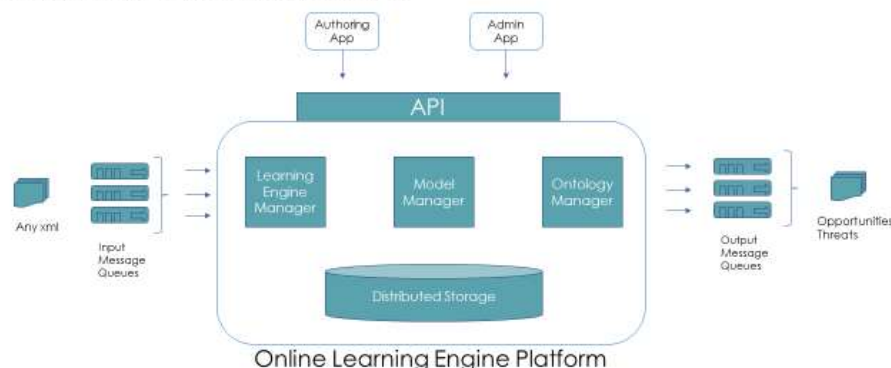 Authoring
App
Admin
App
API
Learning
Engine
Manager
Model
Manager
Ontology
Manager
Any xml
Input
Message
Queues
Output
Message
Queues
Opportunities
Threats
Distributed Storage
Online Learning Engine Platform